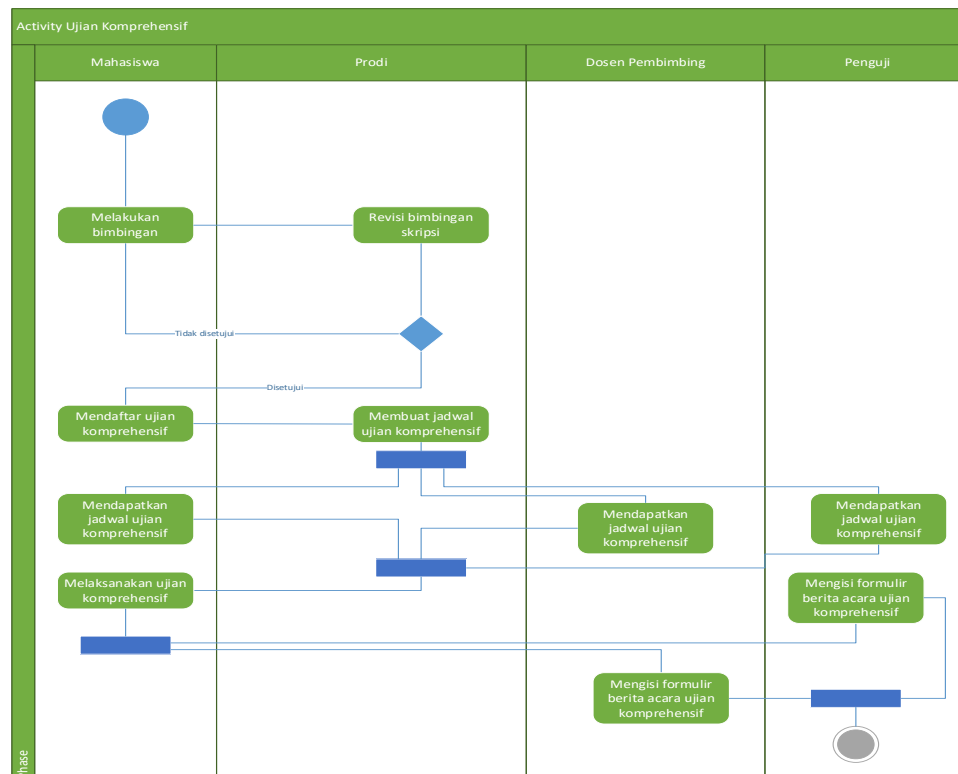 Activity Ujian Komprehensif
Mahasiswa
Prodi
Dosen Pembimbing
Penguji
Melakukan
bimbingan
Revisi bimbingan
skripsi
Tidak disetujui
Disetujui
Mendaftar ujian
komprehensif
Membuat jadwal
ujian komprehensif
Mendapatkan
jadwal ujian
komprehensif
Mendapatkan
jadwal ujian
komprehensif
Mendapatkan
jadwal ujian
komprehensif
Melaksanakan ujian
komprehensif
Mengisi formulir
berita acara ujian
komprehensif
Mengisi formulir
berita acara ujian
komprehensif